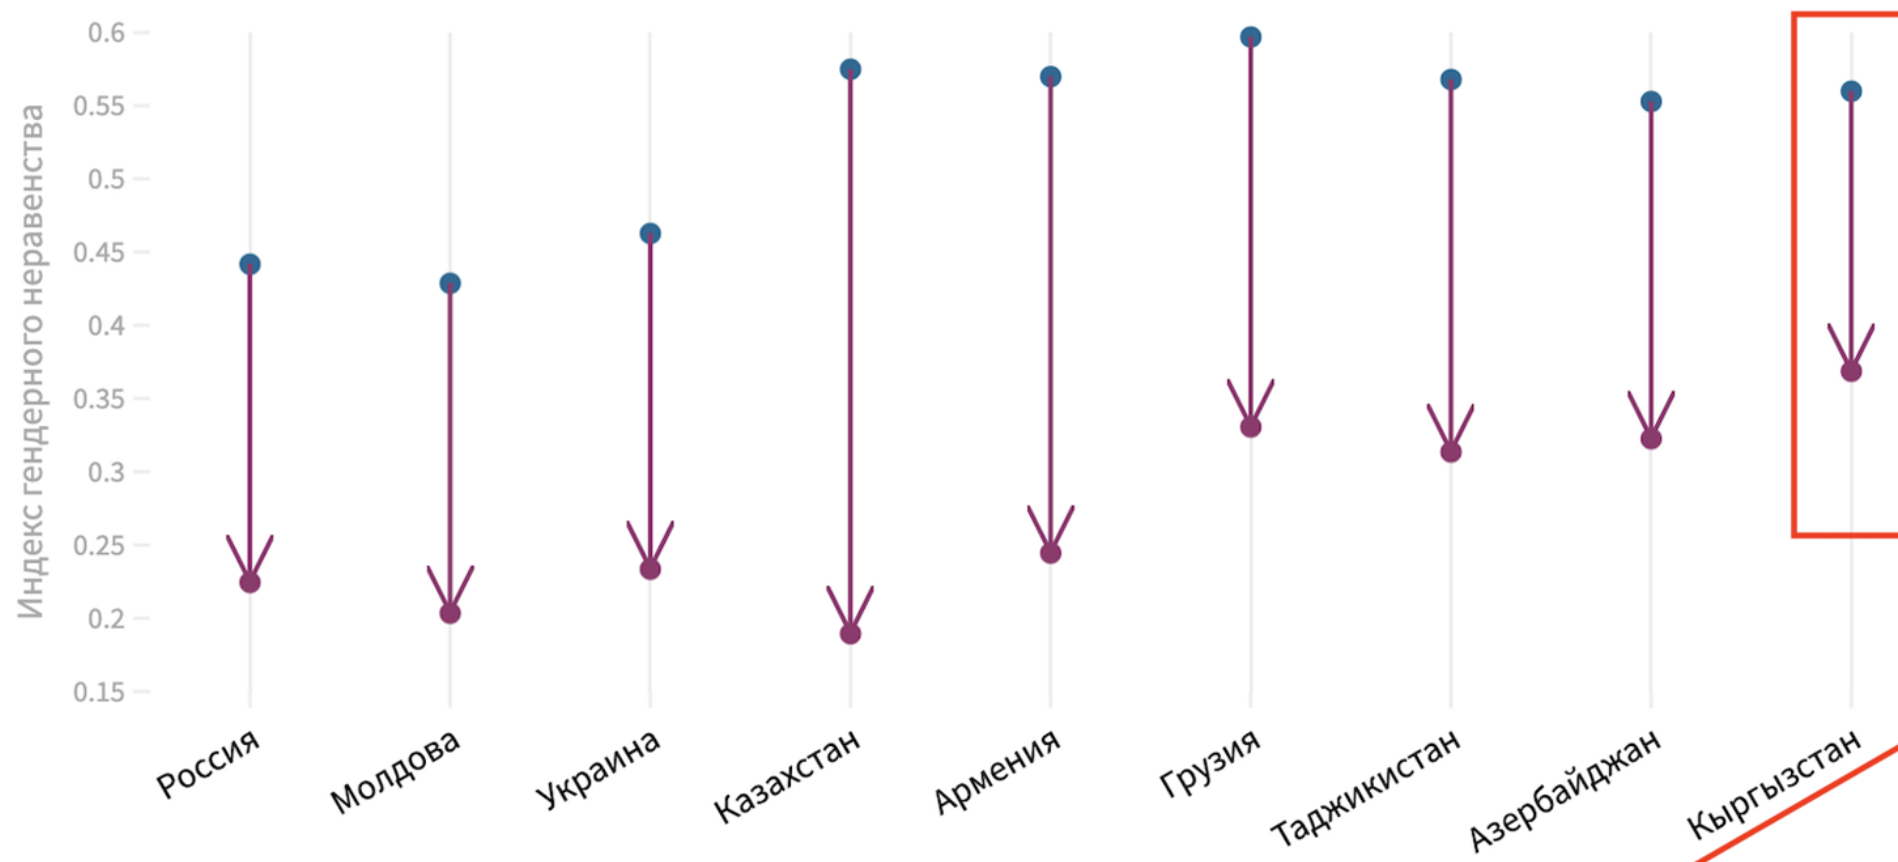 Индекс гендерного неравенства
0.6
0.55
0.5
0.45
0.4
0.35
0.3
0.25
0.2
0.15
Россия
Молдова
Украина
Казахстан
Армения
Грузия
Таджикистан
Азербайджан
Кыргызстан